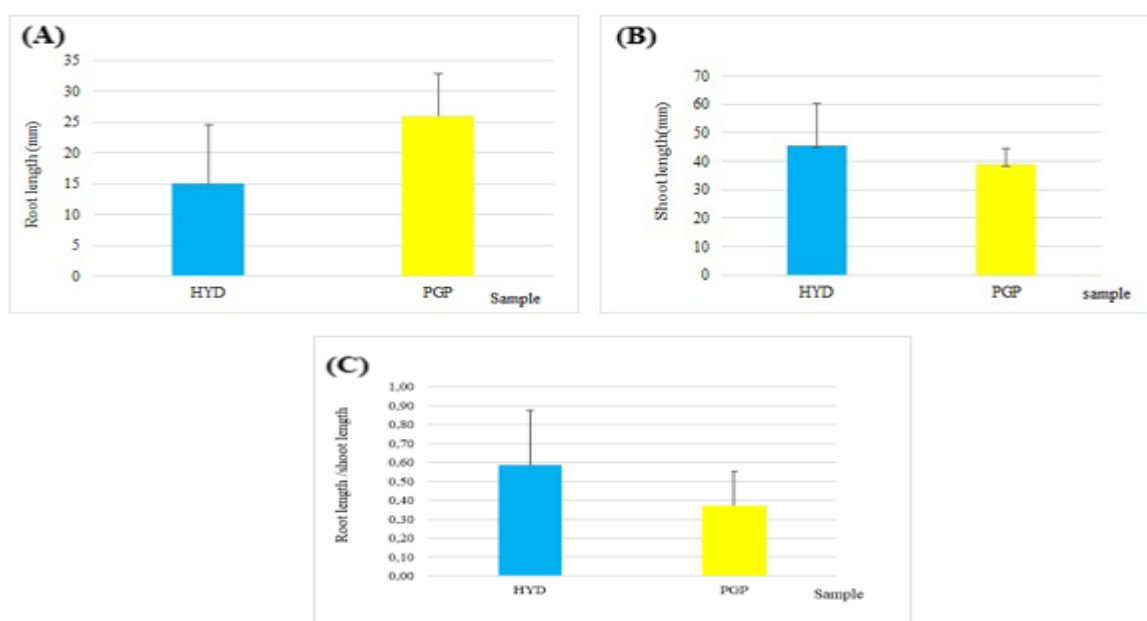 (A)
Root length (mm)
35
30
25
20
15
10
5
0
HYD
PGP
Sample
(B)
Shoot length(mm)
70
60
50
40
30
20
10
0
HYD
PGP
sample
(C)
Root length /shoot length
1,00
0,90
0,80
0,70
0,60
0,50
0,40
0,30
0,20
0,10
0,00
HYD
PGP
Sample